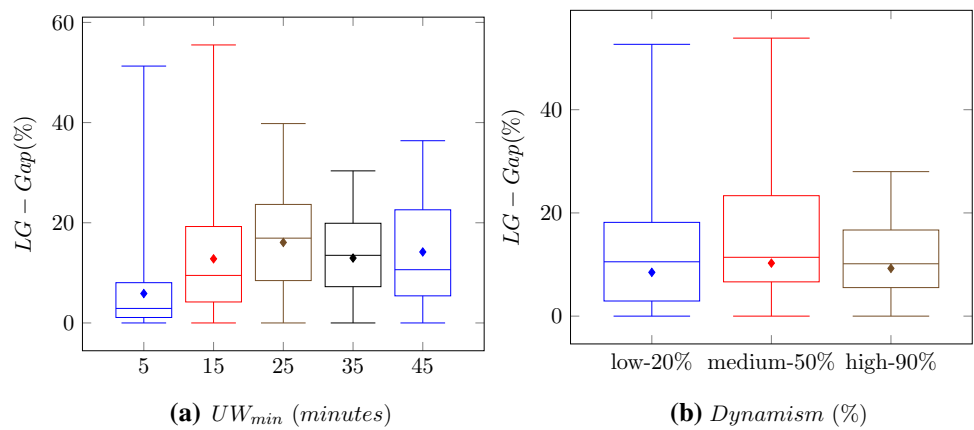 60
40
20
0
LG − Gap(%)
5 15 25 35 45
(a) UWmin (minutes)
40
20
0
LG − Gap(%)
low-20% medium-50% high-90%
(b) Dynamism (%)